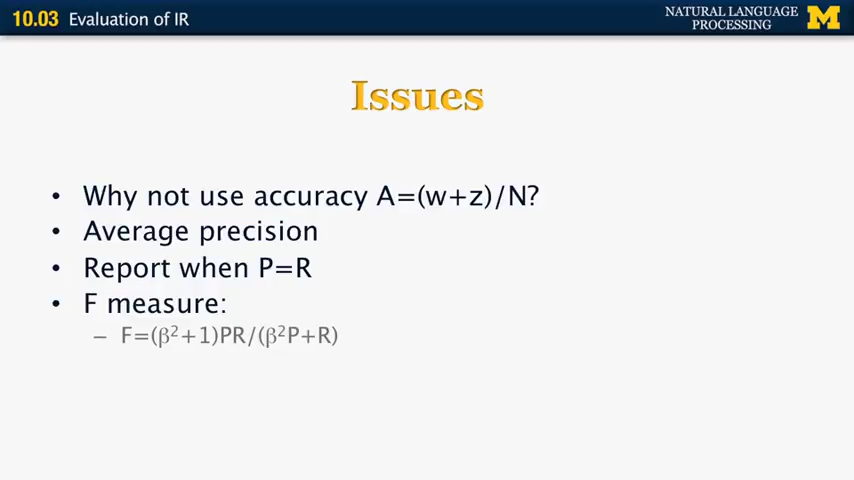 10.03 Evaluation of IR
NATURAL LANGUAGE
PROCESSING
M
Issues
• Why not use accuracy A=(w+z)/N?
• Average precision
• Report when P=R
• F measure:
– F=(β²+1)PR/(β²P+R)